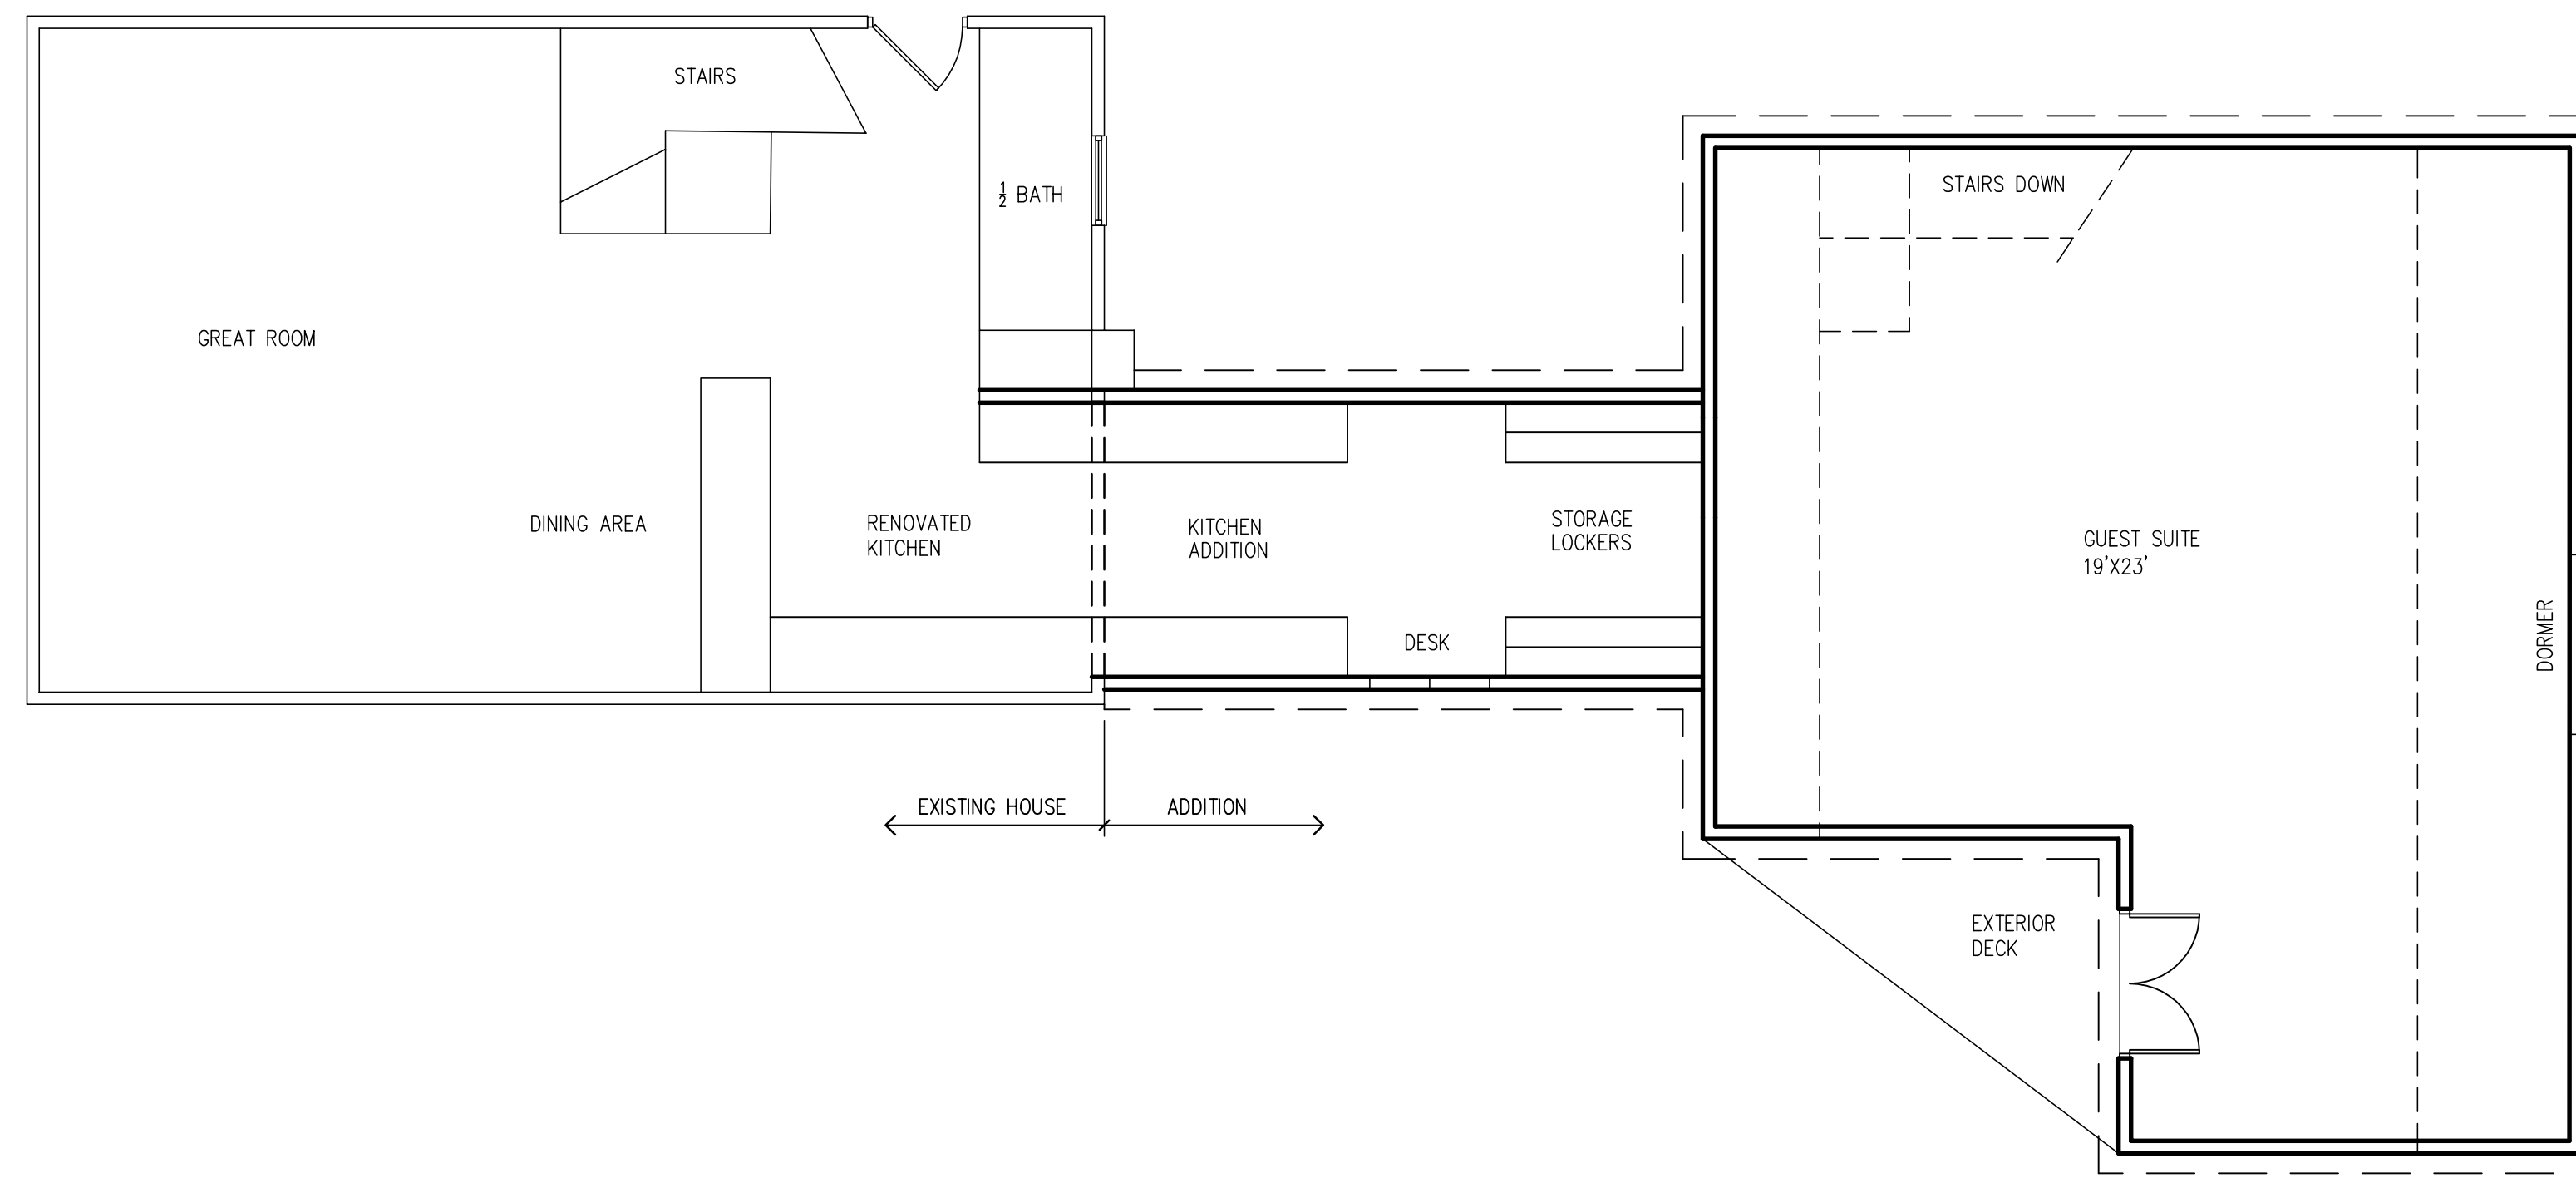 STAIRS
½ BATH
STAIRS DOWN
GREAT ROOM
DINING AREA
RENOVATED
KITCHEN
KITCHEN
ADDITION
STORAGE
LOCKERS
GUEST SUITE
19'X23'
DORMER
DESK
EXISTING HOUSE
ADDITION
EXTERIOR
DECK